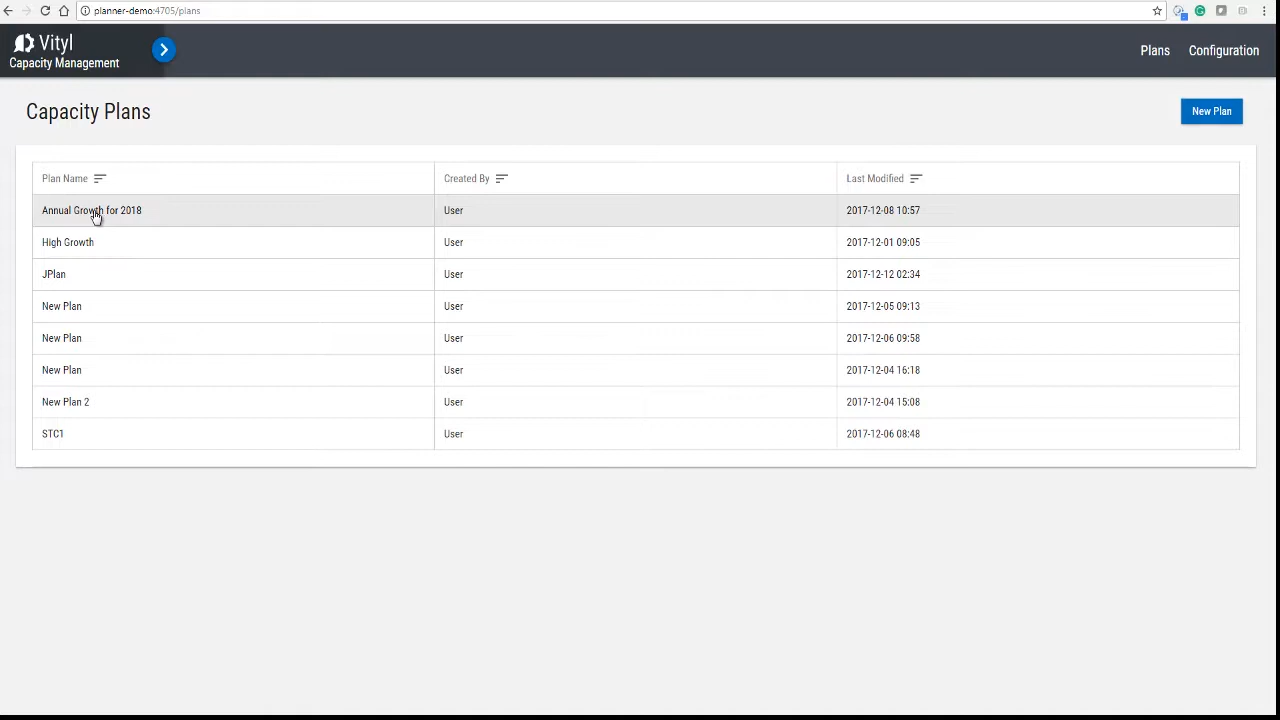 planner-demo:4705/plans
Vityl
Capacity Management
Plans Configuration
Capacity Plans
New Plan
Plan Name Created By Last Modified
Annual Growth for 2018 User 2017-12-08 10:57
High Growth User 2017-12-01 09:05
JPlan User 2017-12-12 02:34
New Plan User 2017-12-05 09:13
New Plan User 2017-12-06 09:58
New Plan User 2017-12-04 16:18
New Plan 2 User 2017-12-04 15:08
STC1 User 2017-12-06 08:48